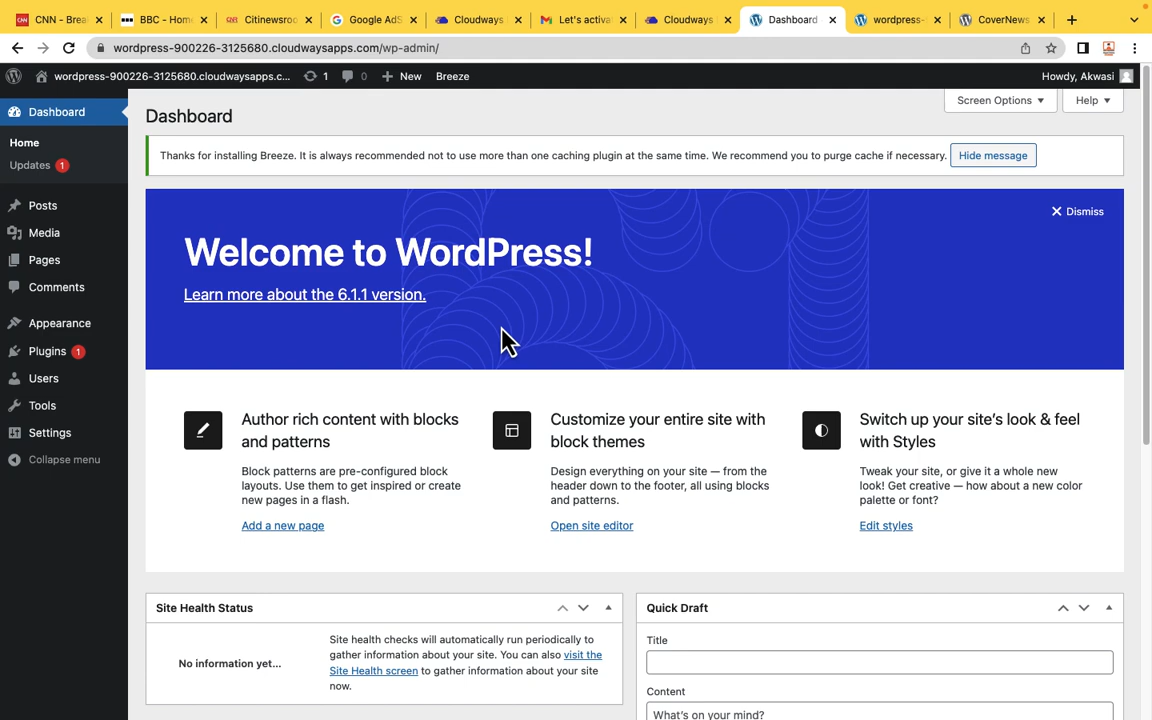 CNN - Brea
BBC - Hom
Citinewsroo
Google AdS
Cloudways
Let's activa
Cloudways
Dashboard
wordpress-
CoverNews
wordpress-900226-3125680.cloudwaysapps.com/wp-admin/
wordpress-900226-3125680.cloudwaysapps.c...
1
0
New
Breeze
Howdy, Akwasi
Dashboard
Home
Updates 1
Posts
Media
Pages
Comments
Appearance
Plugins 1
Users
Tools
Settings
Collapse menu
Screen Options
Help
Dashboard
Thanks for installing Breeze. It is always recommended not to use more than one caching plugin at the same time. We recommend you to purge cache if necessary. Hide message
Dismiss
Welcome to WordPress!
Learn more about the 6.1.1 version.
Author rich content with blocks
and patterns
Block patterns are pre-configured block
layouts. Use them to get inspired or create
new pages in a flash.
Add a new page
Customize your entire site with
block themes
Design everything on your site — from the
header down to the footer, all using blocks
and patterns.
Open site editor
Switch up your site's look & feel
with Styles
Tweak your site, or give it a whole new
look! Get creative — how about a new color
palette or font?
Edit styles
Site Health Status
No information yet...
Site health checks will automatically run periodically to
gather information about your site. You can also visit the
Site Health screen to gather information about your site
now.
Quick Draft
Title
Content
What's on your mind?